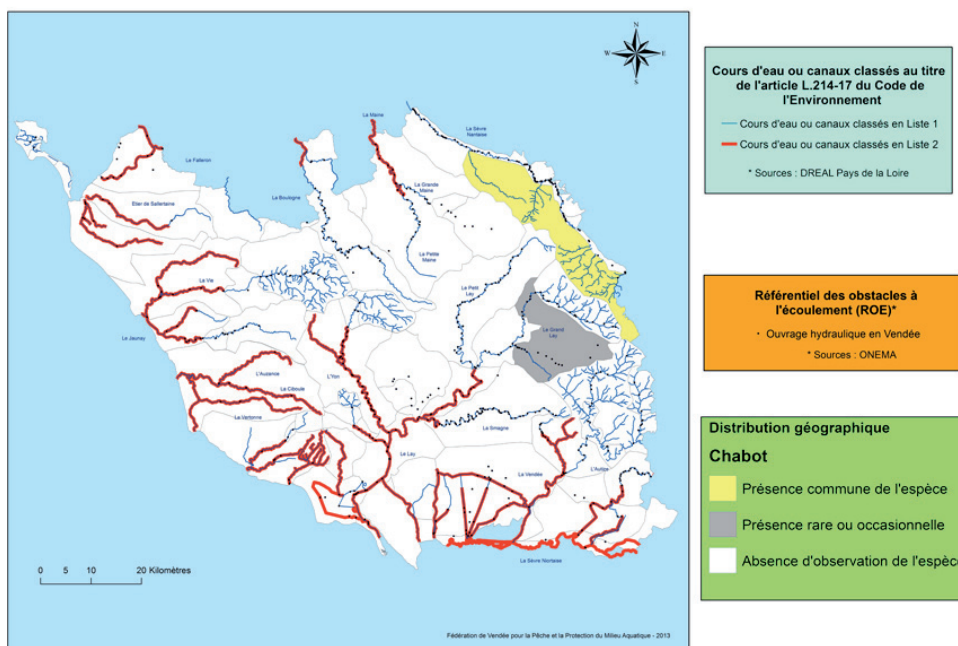 N
W
E
S
La Maine
La Sèvre Nantaise
Le Falleron
La Boulogne
La Grande Maine
Etier de Sallertaine
La Petite Maine
La Vie
Le Petit Lay
Le Grand Lay
Le Jaunay
L'Auzance
L'Yon
La Ciboule
La Vertonne
La Smagne
Le Lay
La Vendée
L'Autize
La Sèvre Niortaise
0 5 10 20 Kilomètres
Fédération de Vendée pour la Pêche et la Protection du Milieu Aquatique - 2013
Cours d'eau ou canaux classés au titre
de l'article L.214-17 du Code de
l'Environnement
Cours d'eau ou canaux classés en Liste 1
Cours d'eau ou canaux classés en Liste 2
* Sources : DREAL Pays de la Loire
Référentiel des obstacles à
l'écoulement (ROE)*
Ouvrage hydraulique en Vendée
* Sources : ONEMA
Distribution géographique
Chabot
Présence commune de l'espèce
Présence rare ou occasionnelle
Absence d'observation de l'espèce